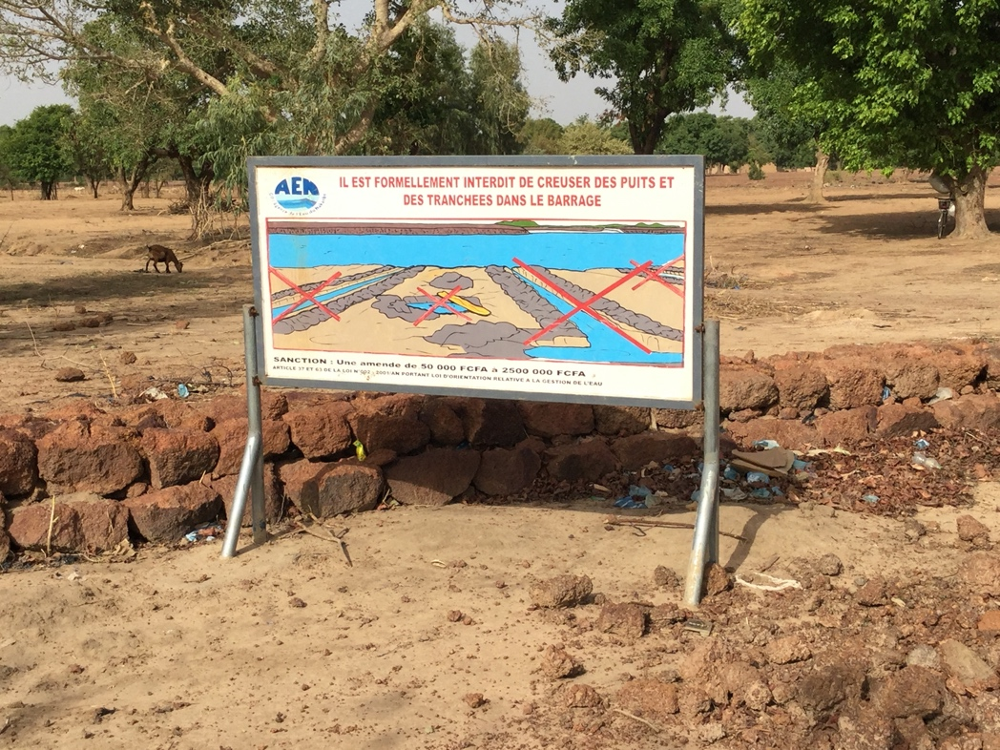 AEN
IL EST FORMELLEMENT INTERDIT DE CREUSER DES PUITS ET
DES TRANCHEES DANS LE BARRAGE
SANCTION : Une amende de 50 000 FCFA à 2500 000 FCFA
ARTICLE 37 ET 63 DE LA LOI N°002 - 2001/AN PORTANT LOI D'ORIENTATION RELATIVE A LA GESTION DE L'EAU